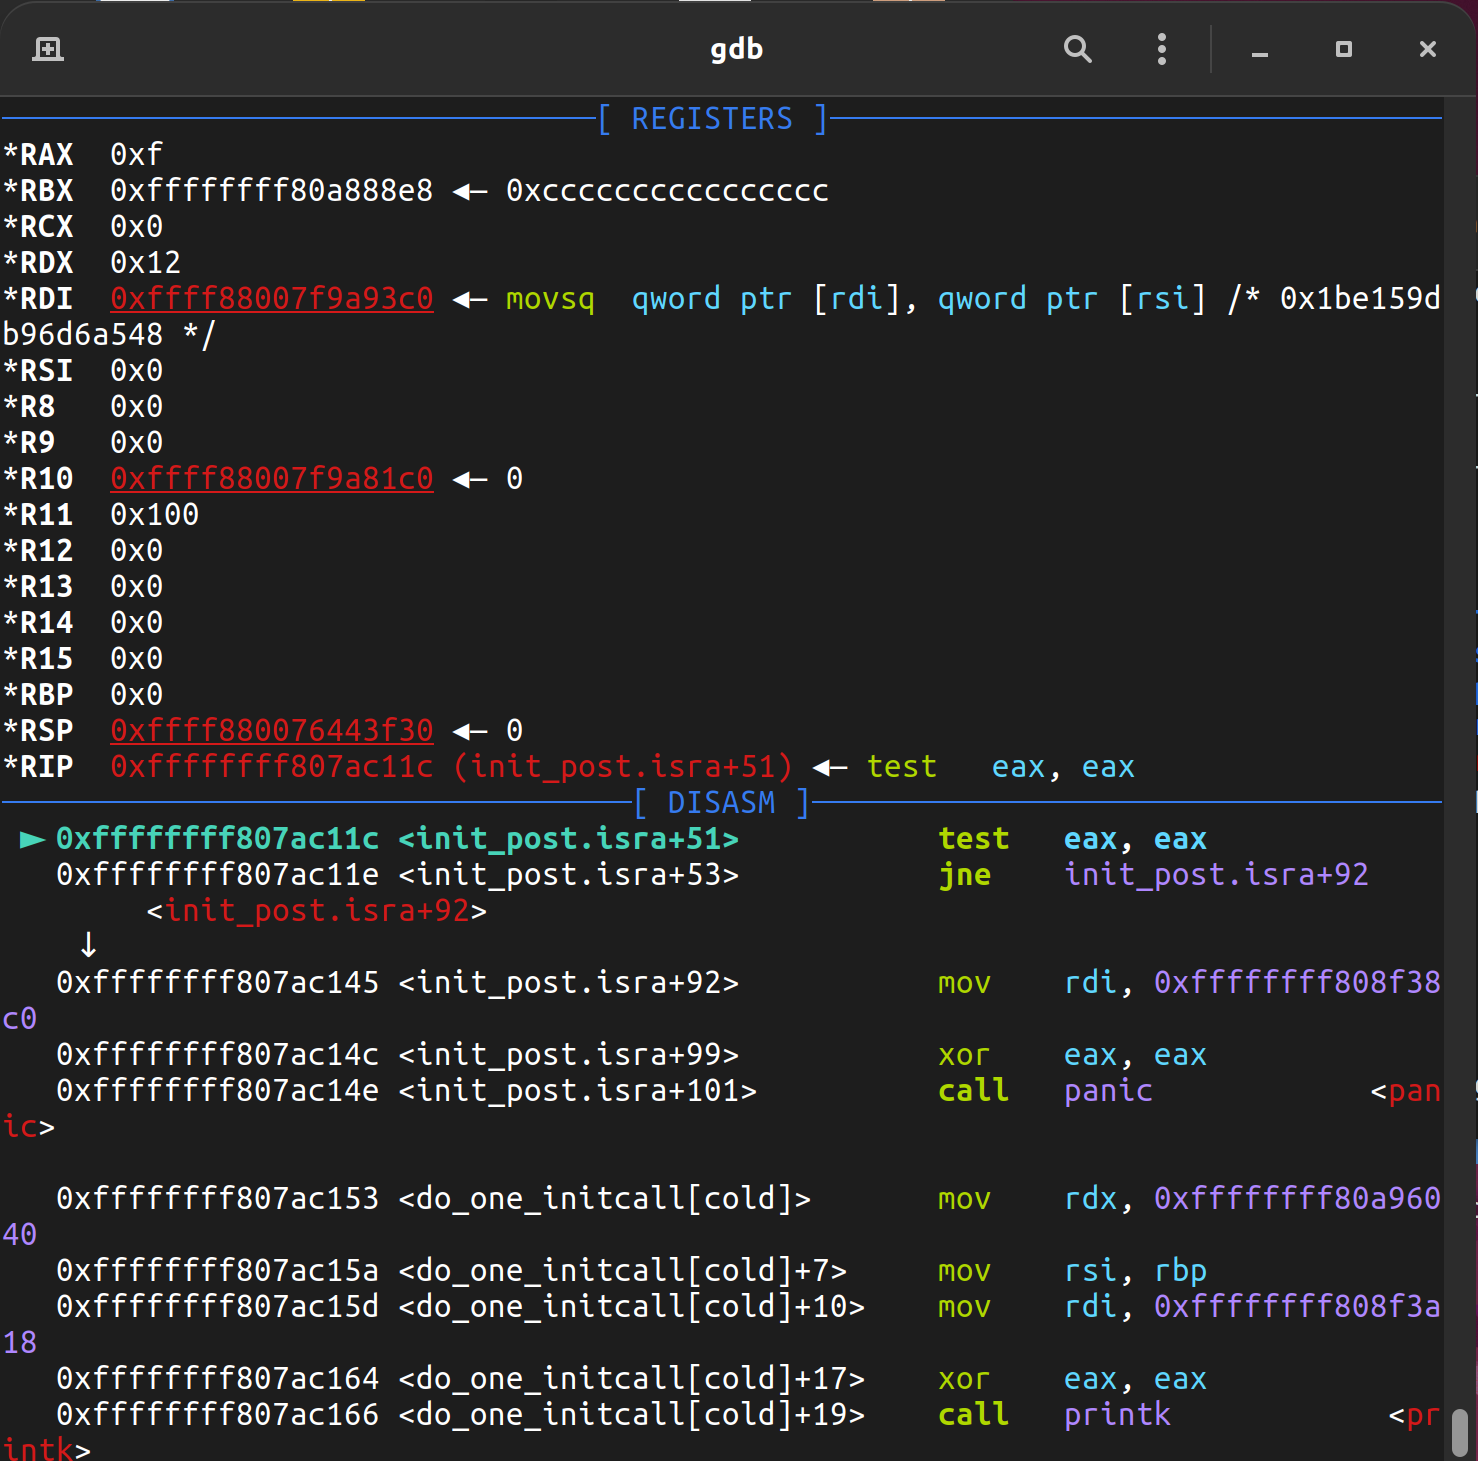 gdb
[ REGISTERS ]
*RAX  0xf
*RBX  0xffffffff80a888e8 ◂— 0xcccccccccccccccc
*RCX  0x0
*RDX  0x12
*RDI  0xffff88007f9a93c0 ◂— movsq  qword ptr [rdi], qword ptr [rsi] /* 0x1be159d
b96d6a548 */
*RSI  0x0
*R8   0x0
*R9   0x0
*R10  0xffff88007f9a81c0 ◂— 0
*R11  0x100
*R12  0x0
*R13  0x0
*R14  0x0
*R15  0x0
*RBP  0x0
*RSP  0xffff880076443f30 ◂— 0
*RIP  0xffffffff807ac11c (init_post.isra+51) ◂— test   eax, eax
[ DISASM ]
► 0xffffffff807ac11c <init_post.isra+51>           test   eax, eax
0xffffffff807ac11e <init_post.isra+53>           jne    init_post.isra+92
<init_post.isra+92>
↓
0xffffffff807ac145 <init_post.isra+92>           mov    rdi, 0xffffffff808f38
c0
0xffffffff807ac14c <init_post.isra+99>           xor    eax, eax
0xffffffff807ac14e <init_post.isra+101>          call   panic            <pan
ic>
0xffffffff807ac153 <do_one_initcall[cold]>       mov    rdx, 0xffffffff80a960
40
0xffffffff807ac15a <do_one_initcall[cold]+7>     mov    rsi, rbp
0xffffffff807ac15d <do_one_initcall[cold]+10>    mov    rdi, 0xffffffff808f3a
18
0xffffffff807ac164 <do_one_initcall[cold]+17>    xor    eax, eax
0xffffffff807ac166 <do_one_initcall[cold]+19>    call   printk            <pr
intk>